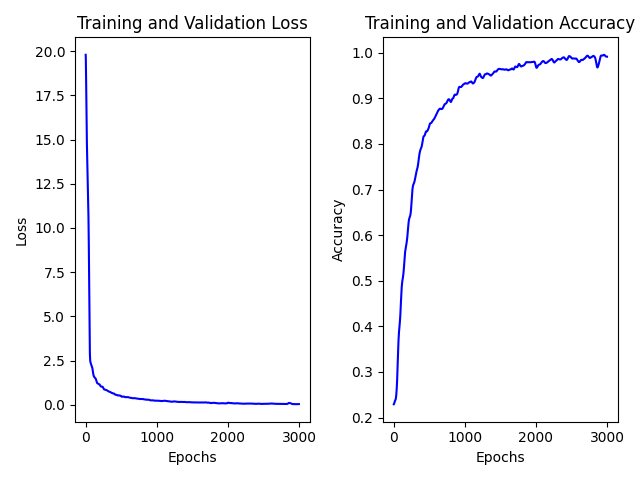 Training and Validation Loss
20.0
17.5
15.0
12.5
10.0
7.5
5.0
2.5
0.0
Loss
0 1000 2000 3000
Epochs
Training and Validation Accuracy
1.0
0.9
0.8
0.7
0.6
0.5
0.4
0.3
0.2
Accuracy
0 1000 2000 3000
Epochs